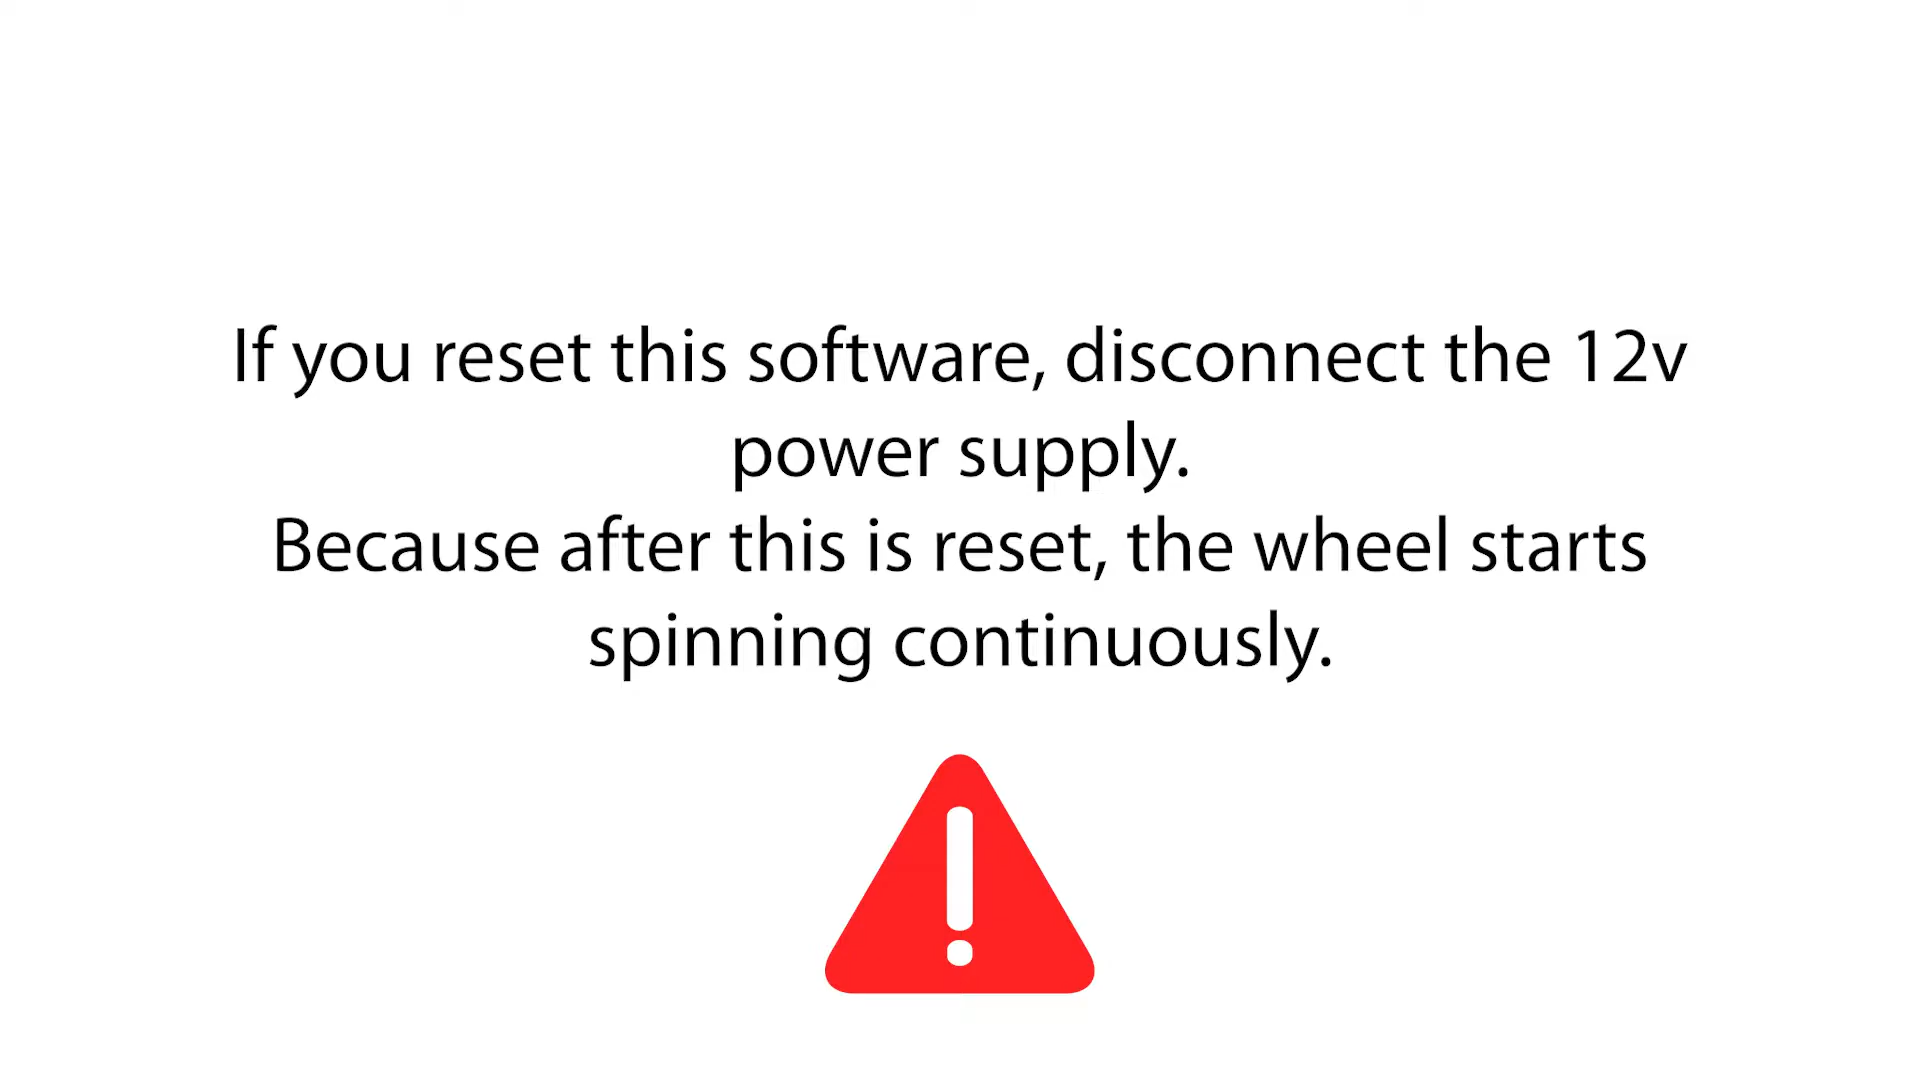 If you reset this software, disconnect the 12v
power supply.
Because after this is reset, the wheel starts
spinning continuously.